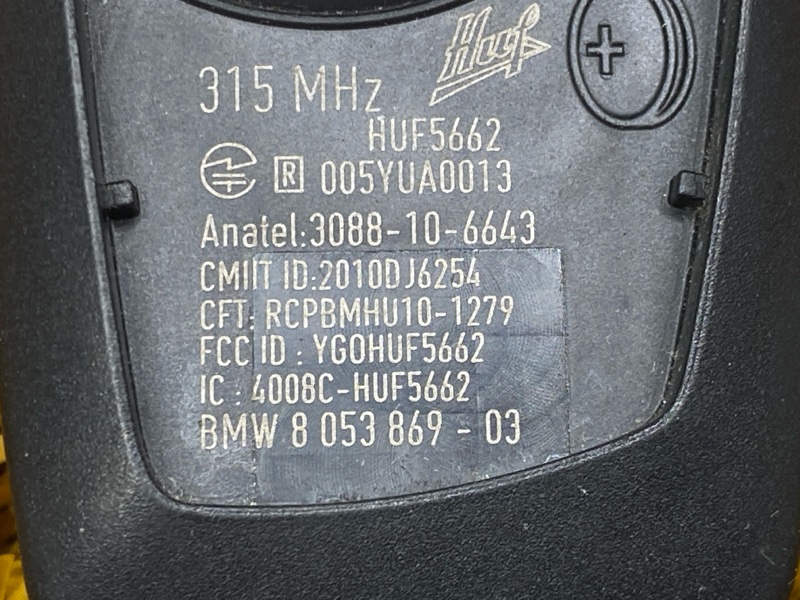 Huf
+
315 MHz
HUF5662
R 005YUA0013
Anatel:3088-10-6643
CMIIT ID:2010DJ6254
CFT: RCPBMHU10-1279
FCC ID : YGOHUF5662
IC : 4008C-HUF5662
BMW 8 053 869 - 03